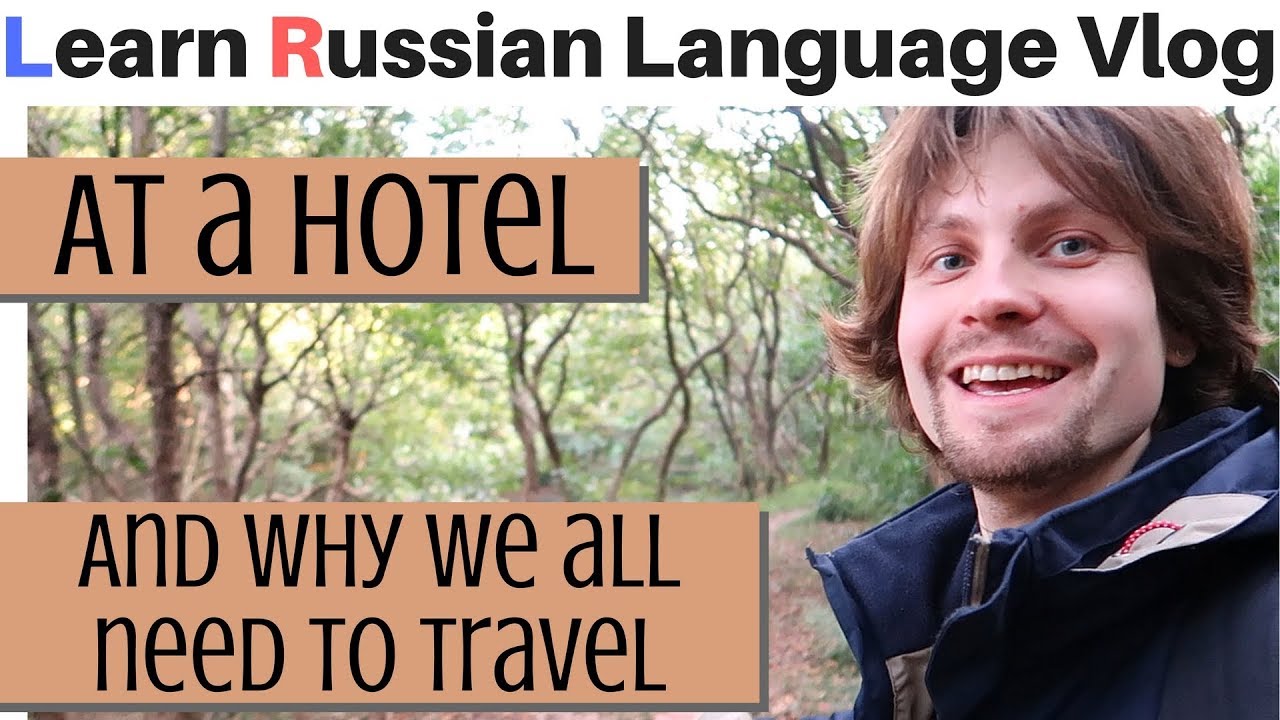 Learn Russian Language Vlog
AT a HOTEL
AND WHY WE aLL
NEED TO Travel